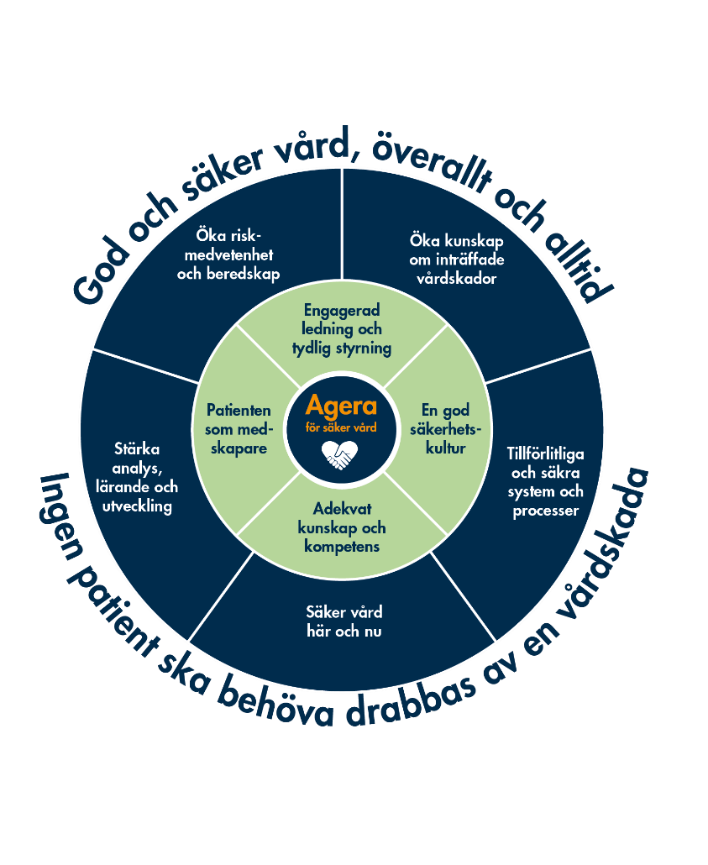 God och säker vård, överallt och alltid
Öka risk-
medvetenhet
och beredskap
Öka kunskap
om inträffade
vårdskador
Engagerad
ledning och
tydlig styrning
Patienten
som med-
skapare
Agera
för säker vård
En god
säkerhets-
kultur
Stärka
analys,
lärande och
utveckling
Tillförlitliga
och säkra
system och
processer
Adekvat
kunskap och
kompetens
Säker vård
här och nu
Ingen patient ska behöva drabbas av en vårdskada